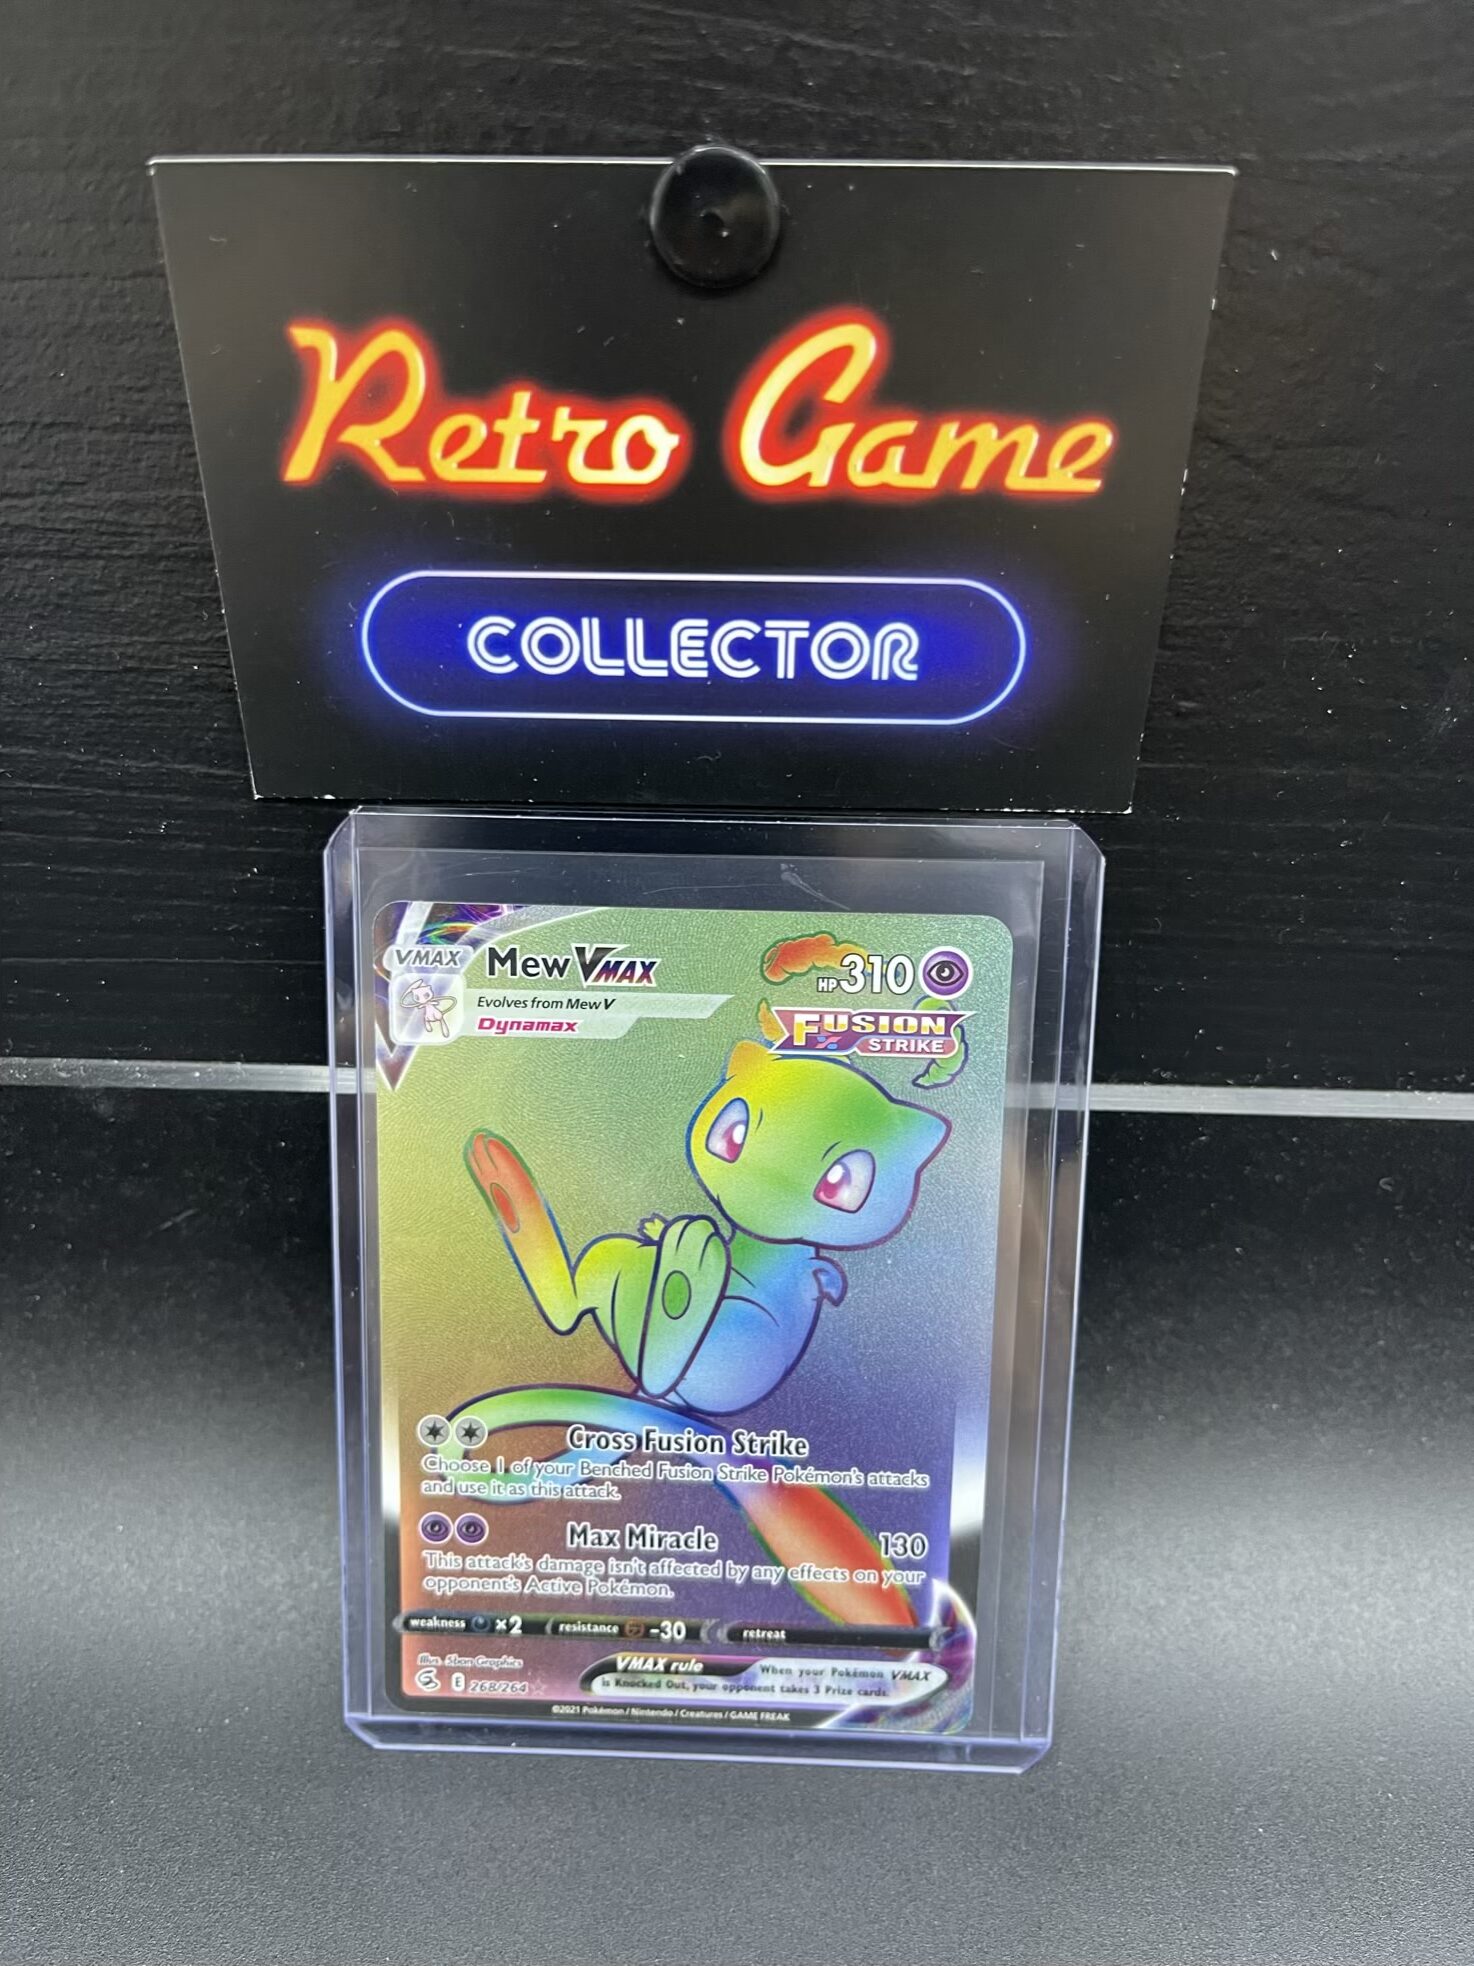 Retro Game
COLLECTOR
VMAX
Mew VMAX
HP 310
Evolves from Mew V
Dynamax
FUSION
STRIKE
Cross Fusion Strike
Choose 1 of your Benched Fusion Strike Pokémon's attacks
and use it as this attack.
Max Miracle 130
This attack's damage isn't affected by any effects on your
opponent's Active Pokémon.
weakness ×2 resistance -30 retreat
Illus. 5ban Graphics
E 268/264
VMAX rule When your Pokémon VMAX
is Knocked Out, your opponent takes 3 Prize cards.
©2021 Pokémon / Nintendo / Creatures / GAME FREAK